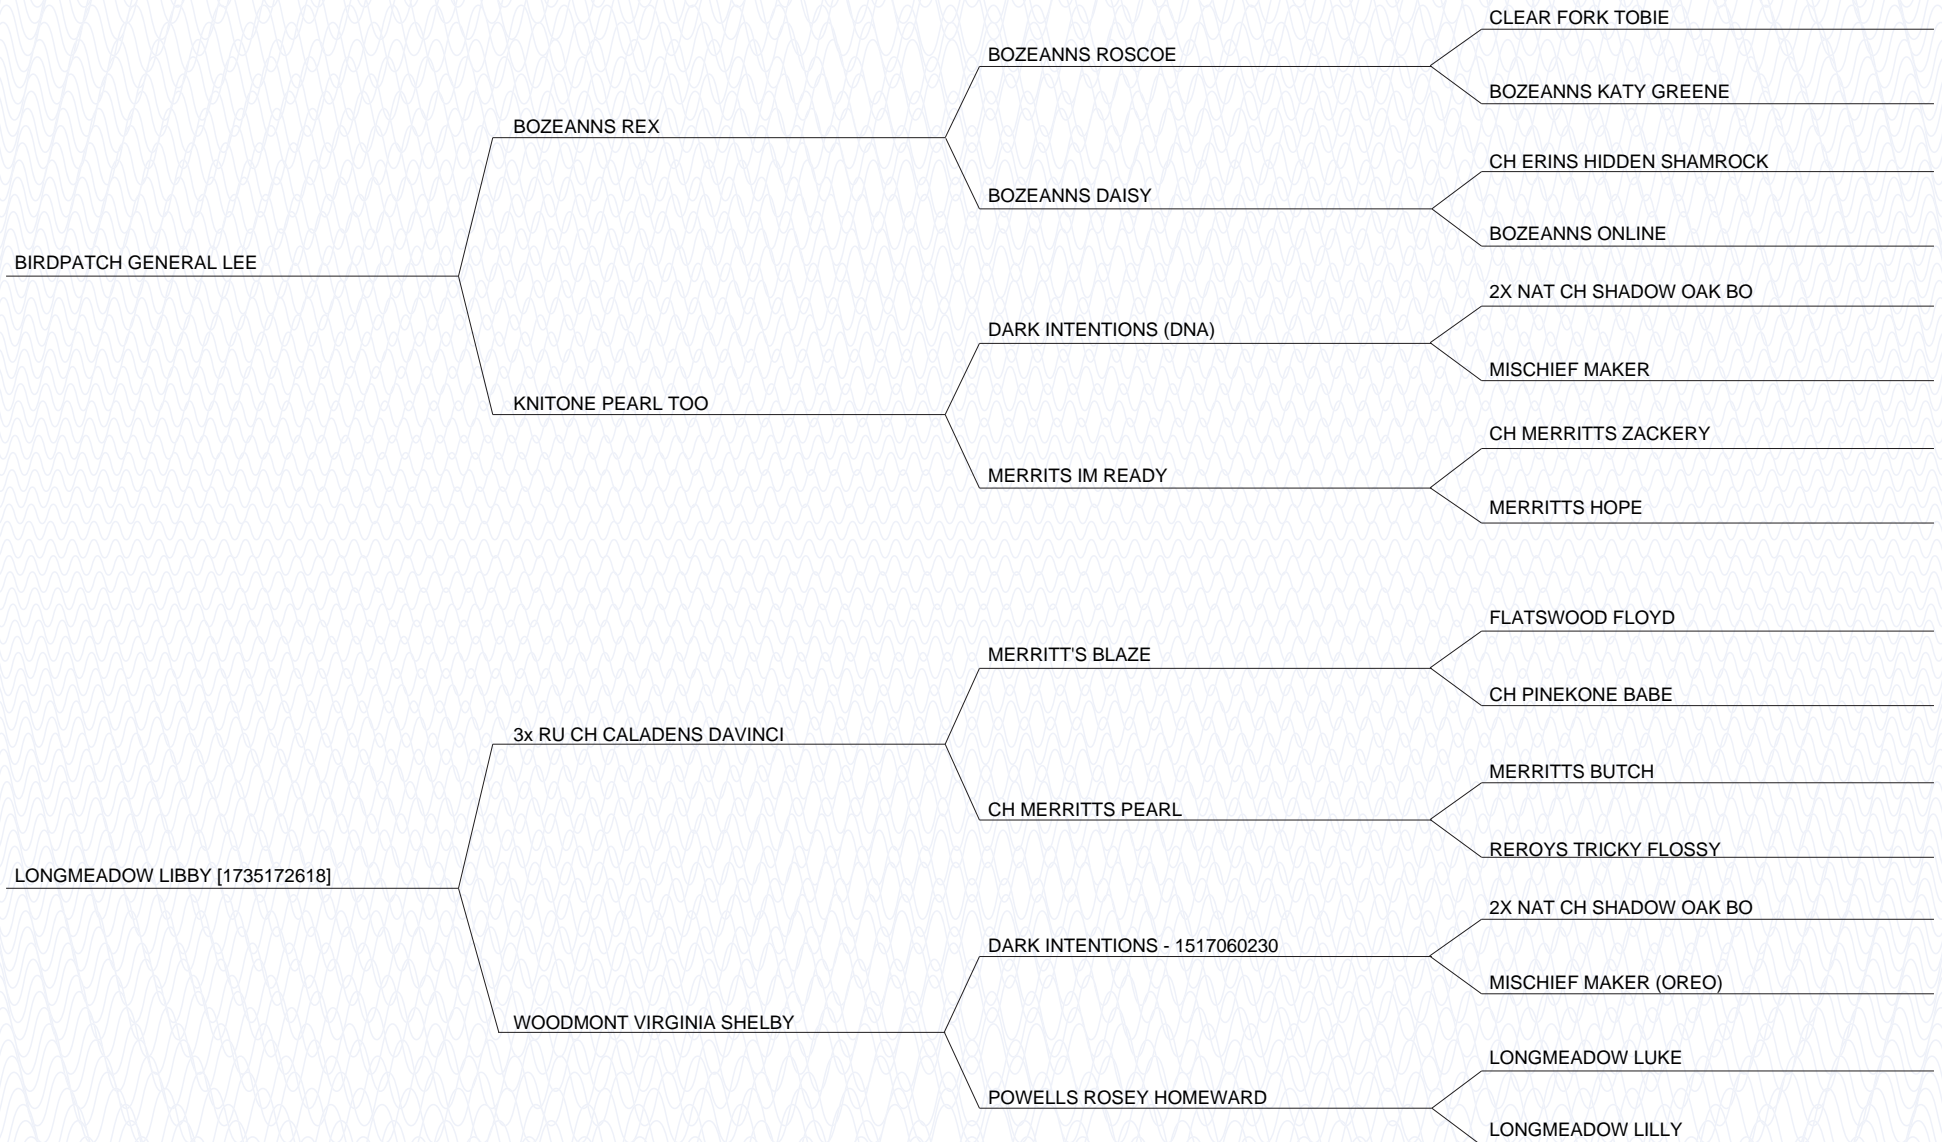 CLEAR FORK TOBIE
BOZEANNS ROSCOE
BOZEANNS KATY GREENE
BOZEANNS REX
CH ERINS HIDDEN SHAMROCK
BOZEANNS DAISY
BOZEANNS ONLINE
BIRDPATCH GENERAL LEE
2X NAT CH SHADOW OAK BO
DARK INTENTIONS (DNA)
MISCHIEF MAKER
KNITONE PEARL TOO
CH MERRITTS ZACKERY
MERRITS IM READY
MERRITTS HOPE
FLATSWOOD FLOYD
MERRITT'S BLAZE
CH PINEKONE BABE
3x RU CH CALADENS DAVINCI
MERRITTS BUTCH
CH MERRITTS PEARL
REROYS TRICKY FLOSSY
LONGMEADOW LIBBY [1735172618]
2X NAT CH SHADOW OAK BO
DARK INTENTIONS - 1517060230
MISCHIEF MAKER (OREO)
WOODMONT VIRGINIA SHELBY
LONGMEADOW LUKE
POWELLS ROSEY HOMEWARD
LONGMEADOW LILLY